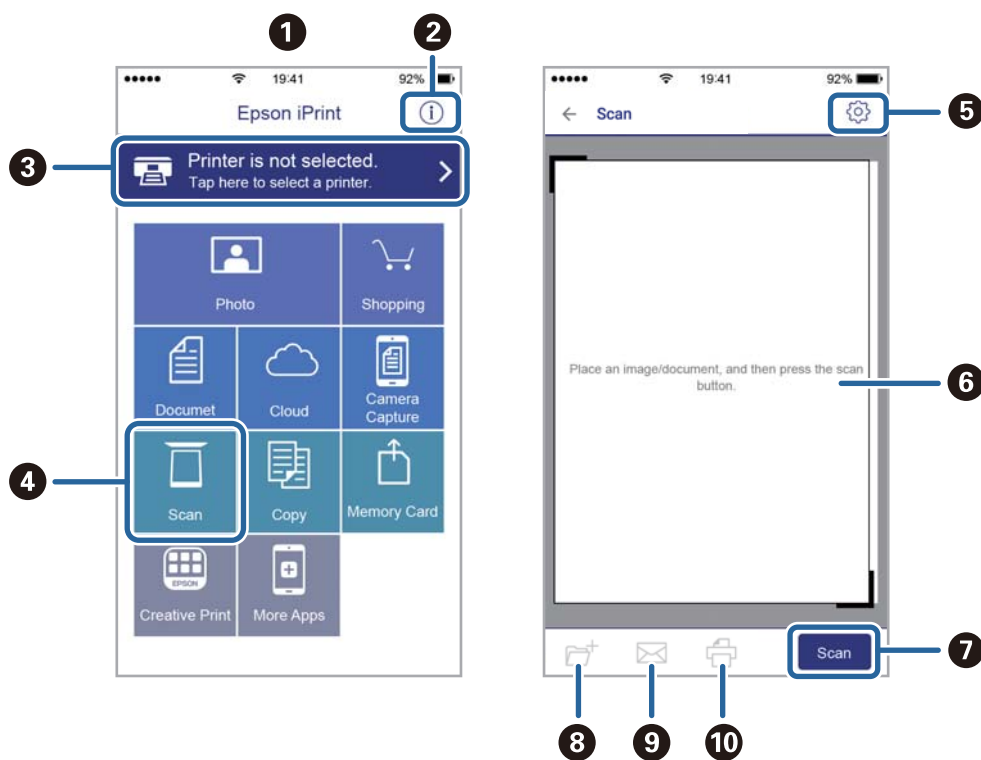 1
2
19:41
92%
Epson iPrint
i
3
Printer is not selected.
Tap here to select a printer.
Photo
Shopping
Documet
Cloud
Camera
Capture
4
Scan
Copy
Memory Card
EPSON
Creative Print
More Apps
19:41
92%
Scan
5
Place an image/document, and then press the scan
button.
6
Scan
7
8
9
10